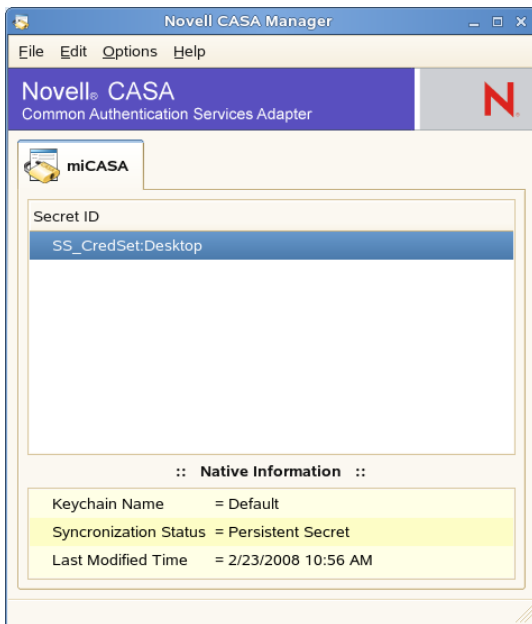 Novell CASA Manager
File Edit Options Help
Novell® CASA
Common Authentication Services Adapter
N®
miCASA
Secret ID
SS_CredSet:Desktop
:: Native Information ::
Keychain Name = Default
Syncronization Status = Persistent Secret
Last Modified Time = 2/23/2008 10:56 AM